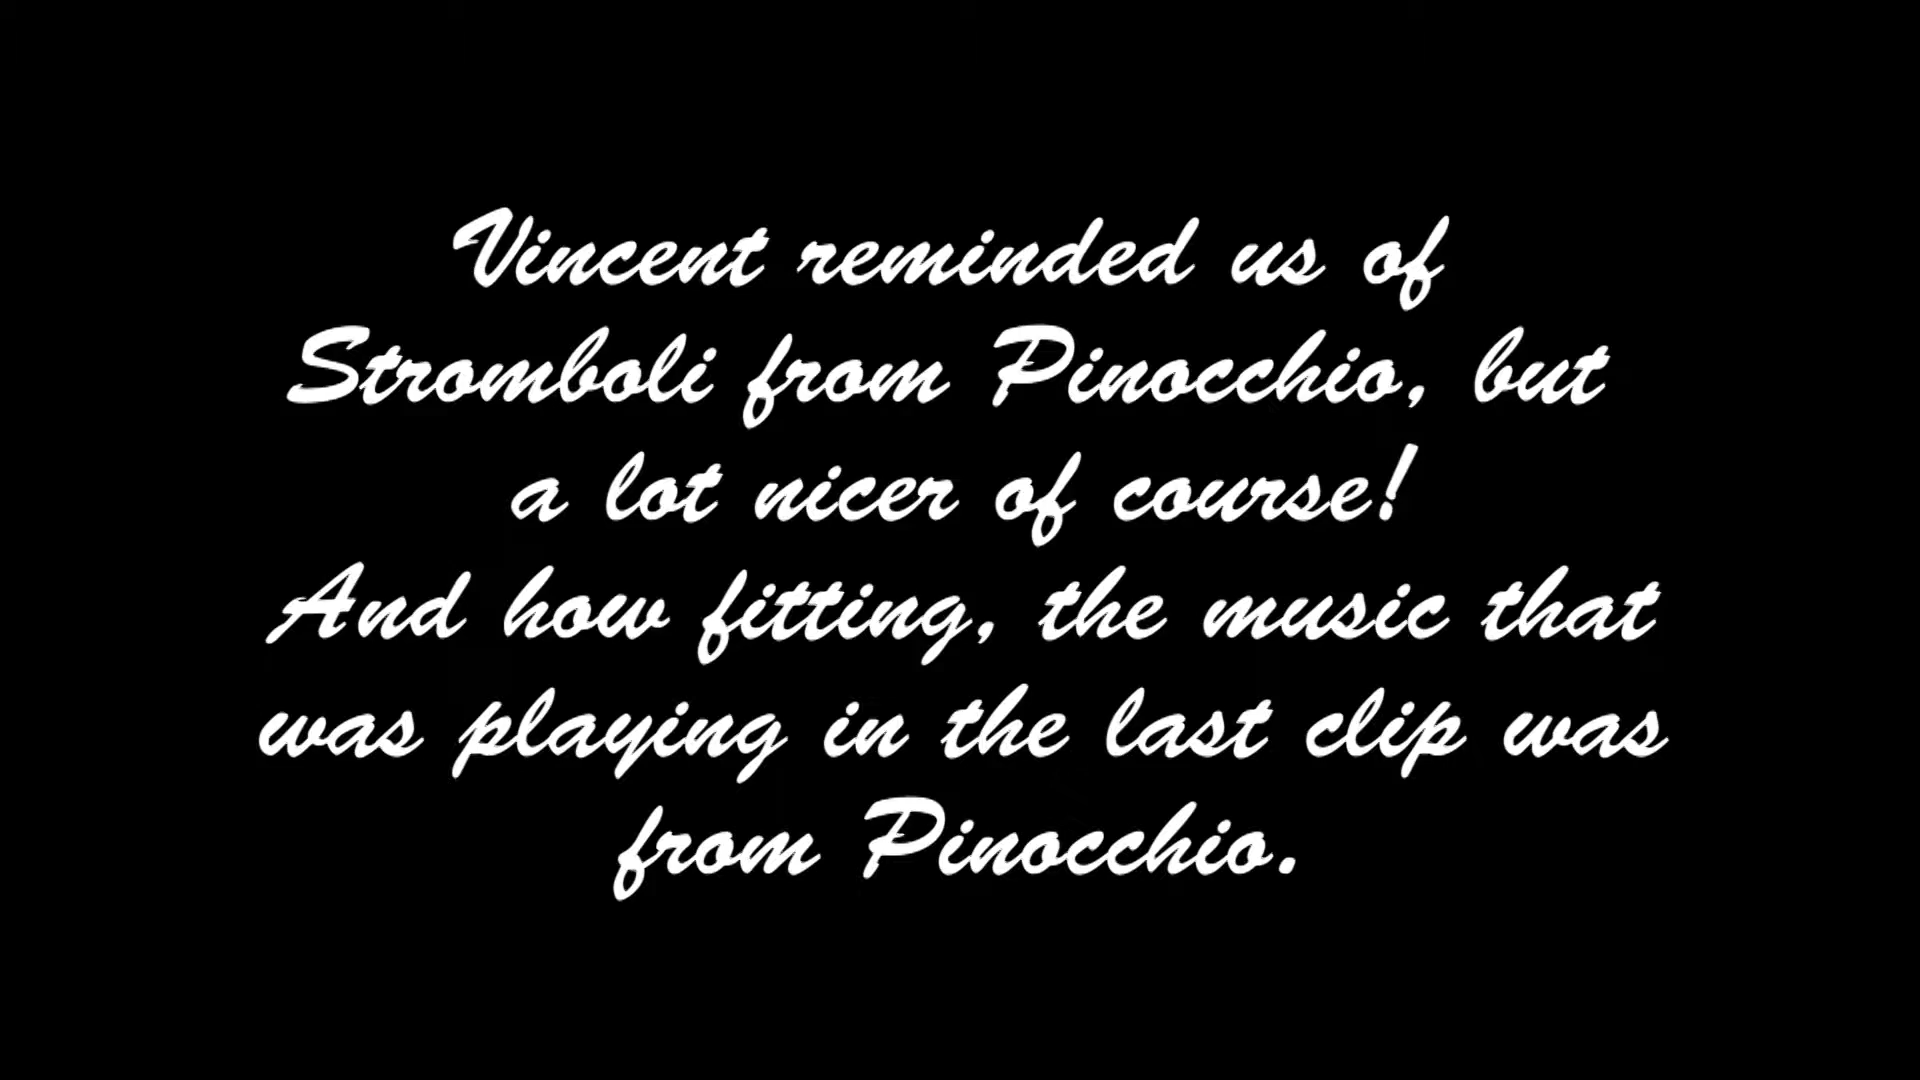 Vincent reminded us of
Stromboli from Pinocchio, but
a lot nicer of course!
And how fitting, the music that
was playing in the last clip was
from Pinocchio.